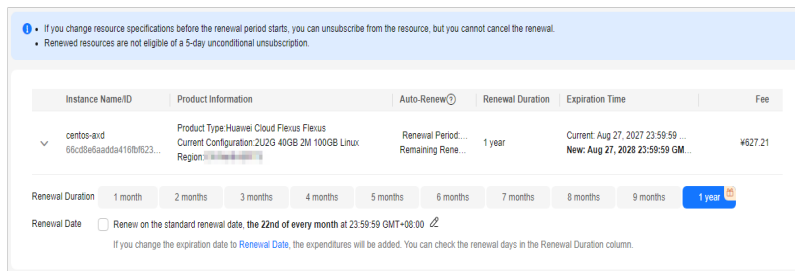 • If you change resource specifications before the renewal period starts, you can unsubscribe from the resource, but you cannot cancel the renewal.
• Renewed resources are not eligible of a 5-day unconditional unsubscription.
Instance Name/ID Product Information Auto-Renew Renewal Duration Expiration Time Fee
Product Type:Huawei Cloud Flexus Flexus
centos-axd Current Configuration:2U2G 40GB 2M 100GB Linux Renewal Period:... 1 year Current: Aug 27, 2027 23:59:59 ... ¥627.21
66cd8e6aadda416fbf623... Region: Remaining Rene... New: Aug 27, 2028 23:59:59 GM...
Renewal Duration 1 month 2 months 3 months 4 months 5 months 6 months 7 months 8 months 9 months 1 year
Renewal Date Renew on the standard renewal date, the 22nd of every month at 23:59:59 GMT+08:00
If you change the expiration date to Renewal Date, the expenditures will be added. You can check the renewal days in the Renewal Duration column.